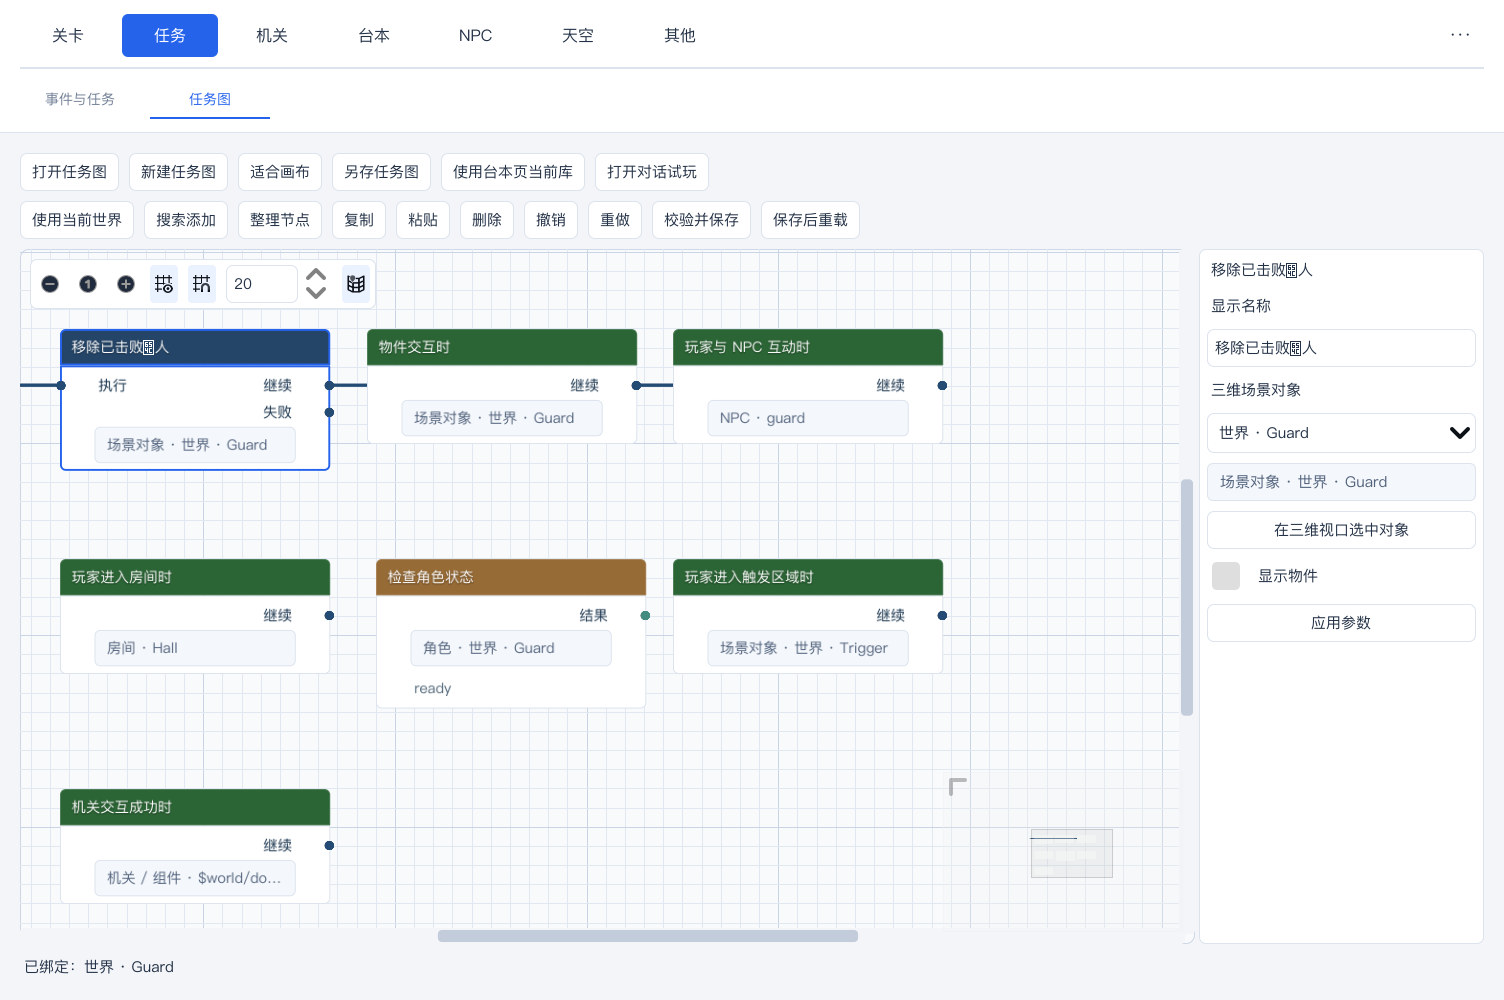 关卡
任务
机关
台本
NPC
天空
其他
...
事件与任务
任务图
打开任务图
新建任务图
适合画布
另存任务图
使用台本页当前库
打开对话试玩
使用当前世界
搜索添加
整理节点
复制
粘贴
删除
撤销
重做
校验并保存
保存后重载
1
20
移除已击败人
执行
继续
失败
场景对象 · 世界 · Guard
物件交互时
继续
场景对象 · 世界 · Guard
玩家与 NPC 互动时
继续
NPC · guard
玩家进入房间时
继续
房间 · Hall
检查角色状态
结果
角色 · 世界 · Guard
ready
玩家进入触发区域时
继续
场景对象 · 世界 · Trigger
机关交互成功时
继续
机关 / 组件 · $world/do...
移除已击败人
显示名称
移除已击败人
三维场景对象
世界 · Guard
场景对象 · 世界 · Guard
在三维视口选中对象
显示物件
应用参数
已绑定: 世界 · Guard